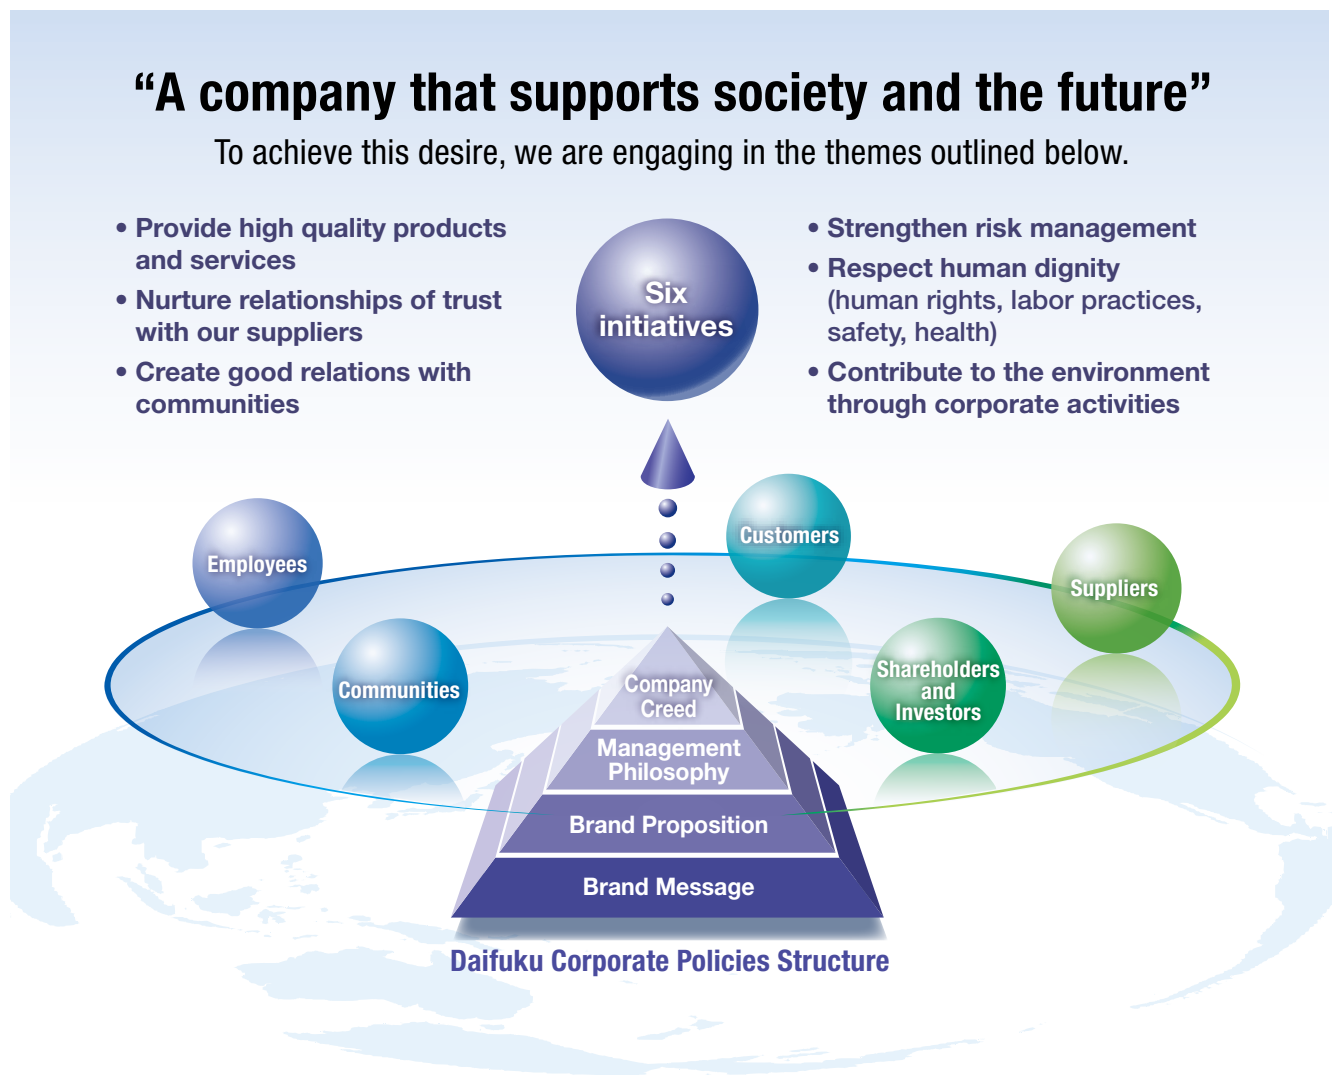 “A company that supports society and the future”
To achieve this desire, we are engaging in the themes outlined below.
• Provide high quality products
and services
• Nurture relationships of trust
with our suppliers
• Create good relations with
communities
Six
initiatives
• Strengthen risk management
• Respect human dignity
(human rights, labor practices,
safety, health)
• Contribute to the environment
through corporate activities
Employees
Customers
Suppliers
Communities
Shareholders
and
Investors
Company
Creed
Management
Philosophy
Brand Proposition
Brand Message
Daifuku Corporate Policies Structure